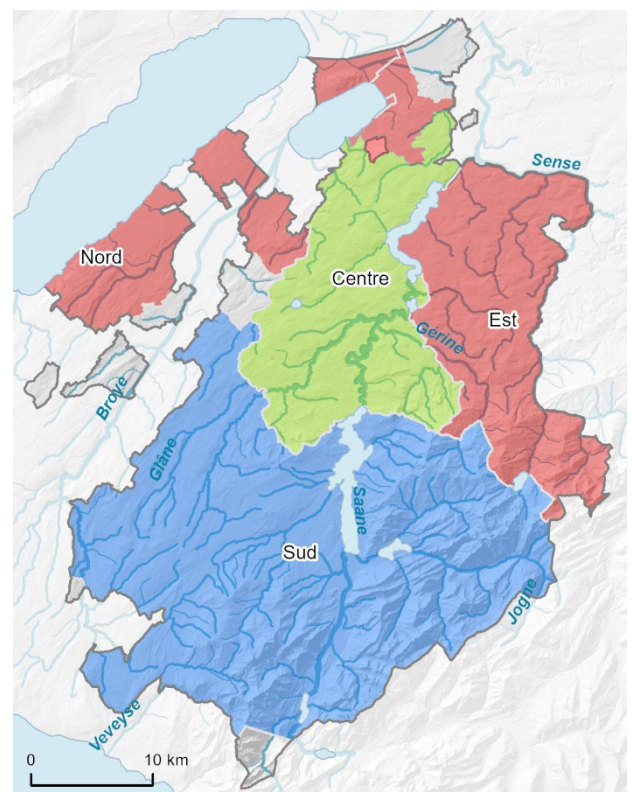 Sense
Nord
Centre
Est
Gérine
Broye
Glâne
Saane
Sud
Jogne
Veveyse
0 10 km